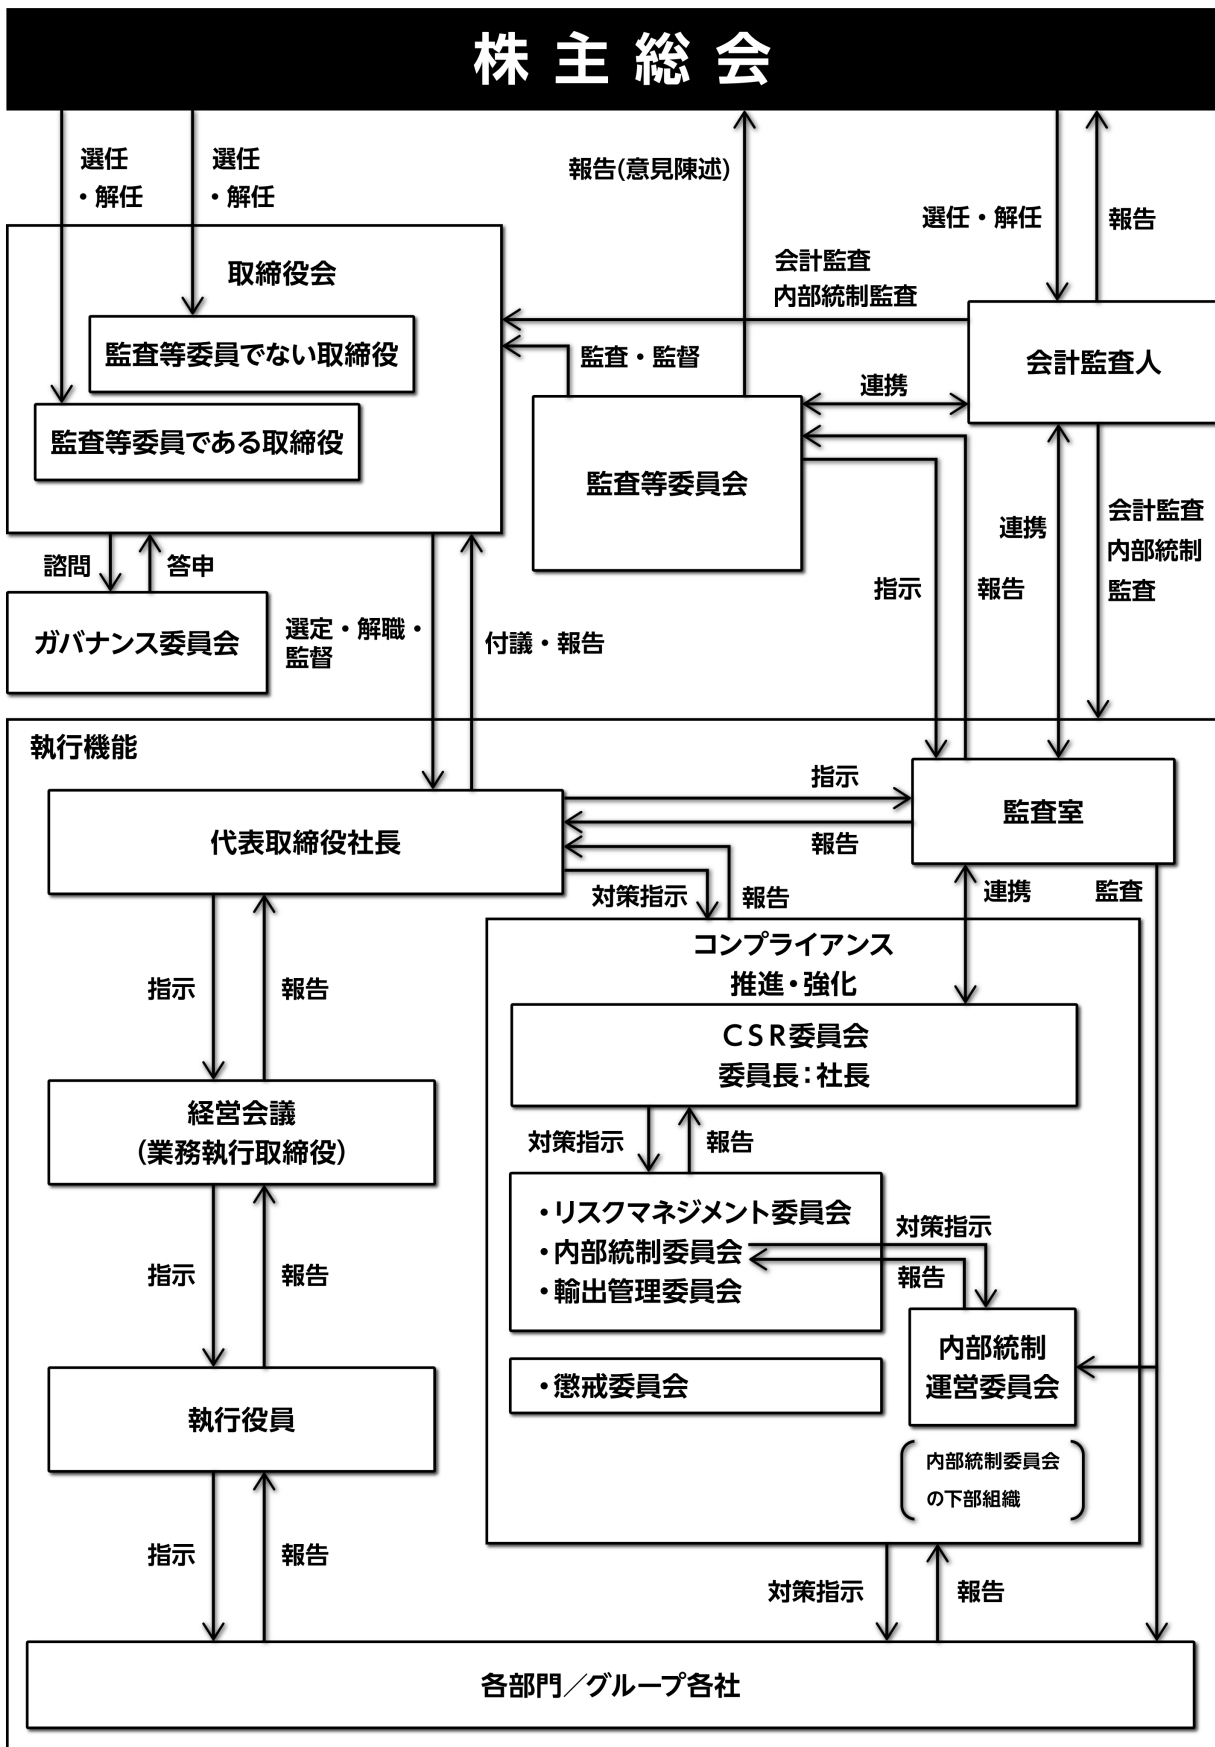 株主総会
選任
・解任
選任
・解任
報告(意見陳述)
選任・解任
報告
取締役会
会計監査
内部統制監査
監査等委員でない取締役
監査・監督
会計監査人
連携
監査等委員である取締役
監査等委員会
会計監査
内部統制
監査
連携
諮問
答申
指示
報告
ガバナンス委員会
選定・解職・
監督
付議・報告
執行機能
指示
監査室
代表取締役社長
報告
対策指示
報告
連携
監査
コンプライアンス
推進・強化
指示
報告
CSR委員会
委員長：社長
経営会議
（業務執行取締役）
対策指示
報告
・リスクマネジメント委員会
・内部統制委員会
・輸出管理委員会
対策指示
報告
指示
報告
内部統制
運営委員会
・懲戒委員会
執行役員
内部統制委員会
の下部組織
指示
報告
対策指示
報告
各部門／グループ各社